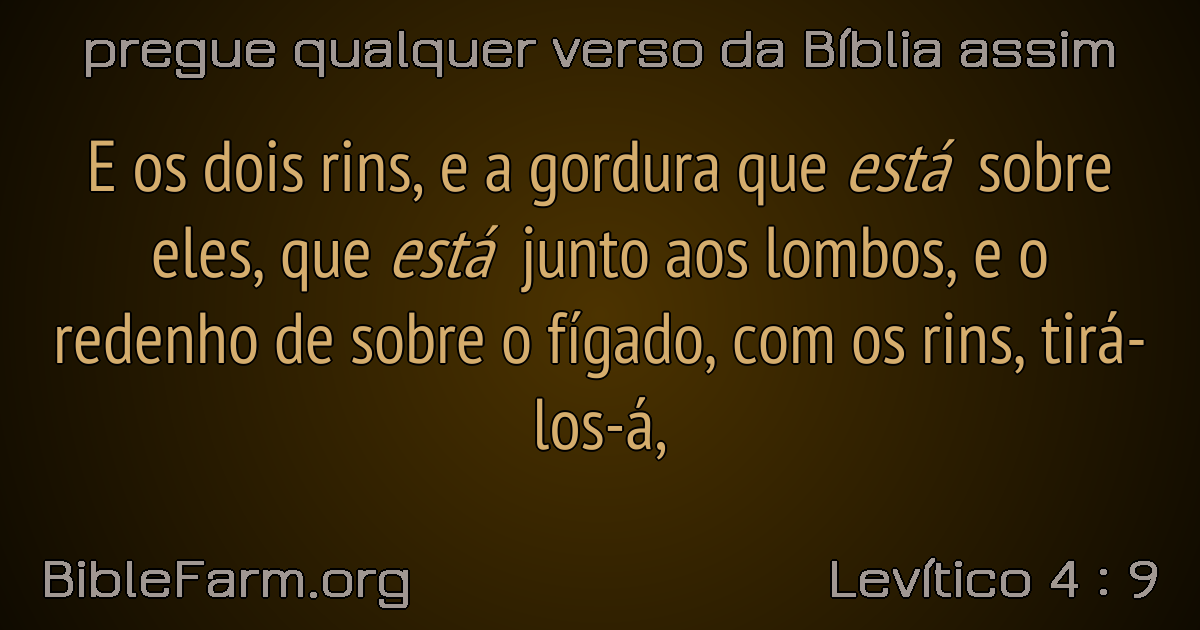 pregue qualquer verso da Bíblia assim
E os dois rins, e a gordura que está sobre
eles, que está junto aos lombos, e o
redenho de sobre o fígado, com os rins, tirá-
los-á,
BibleFarm.org
Levítico 4 : 9